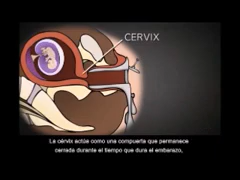 CERVIX
La cérvix actúa como una compuerta que permanece
cerrada durante el tiempo que dura el embarazo,